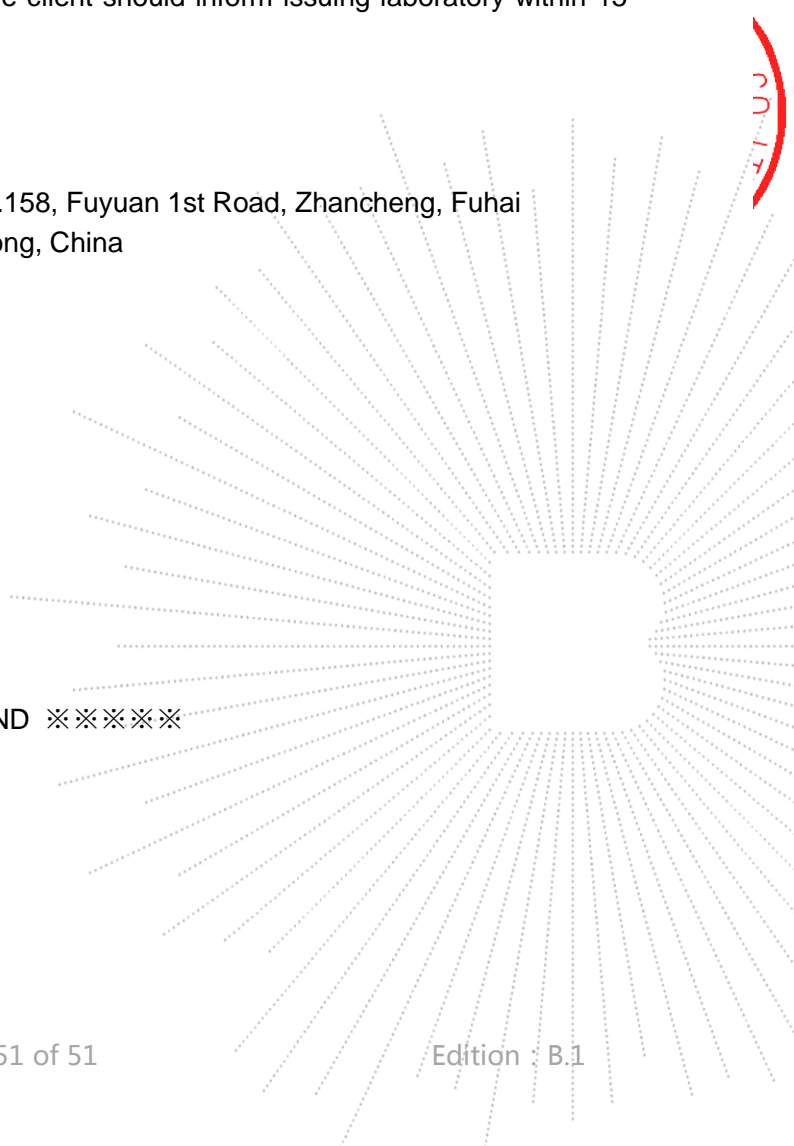 client should inform issuing laboratory within 15
.158, Fuyuan 1st Road, Zhancheng, Fuhai
ong, China
ND ※※※※※
51 of 51 Edition：B.1